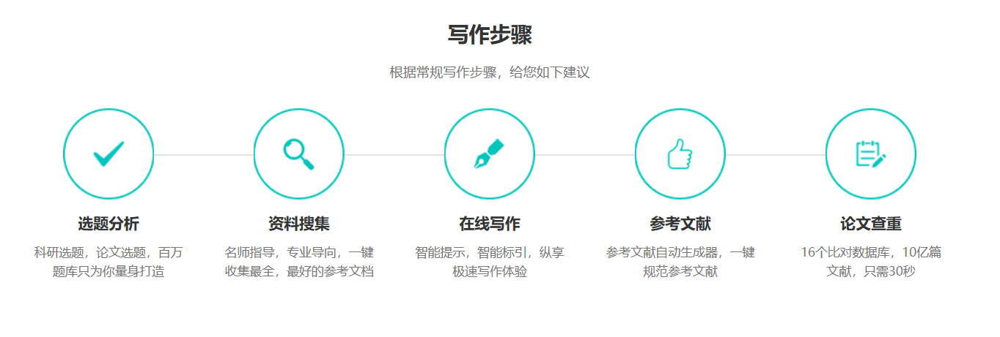 写作步骤
根据常规写作步骤，给您如下建议
选题分析
科研选题，论文选题，百万
题库只为你量身打造
资料搜集
名师指导，专业导向，一键
收集最全，最好的参考文档
在线写作
智能提示，智能标引，纵享
极速写作体验
参考文献
参考文献自动生成器，一键
规范参考文献
论文查重
16个比对数据库，10亿篇
文献，只需30秒